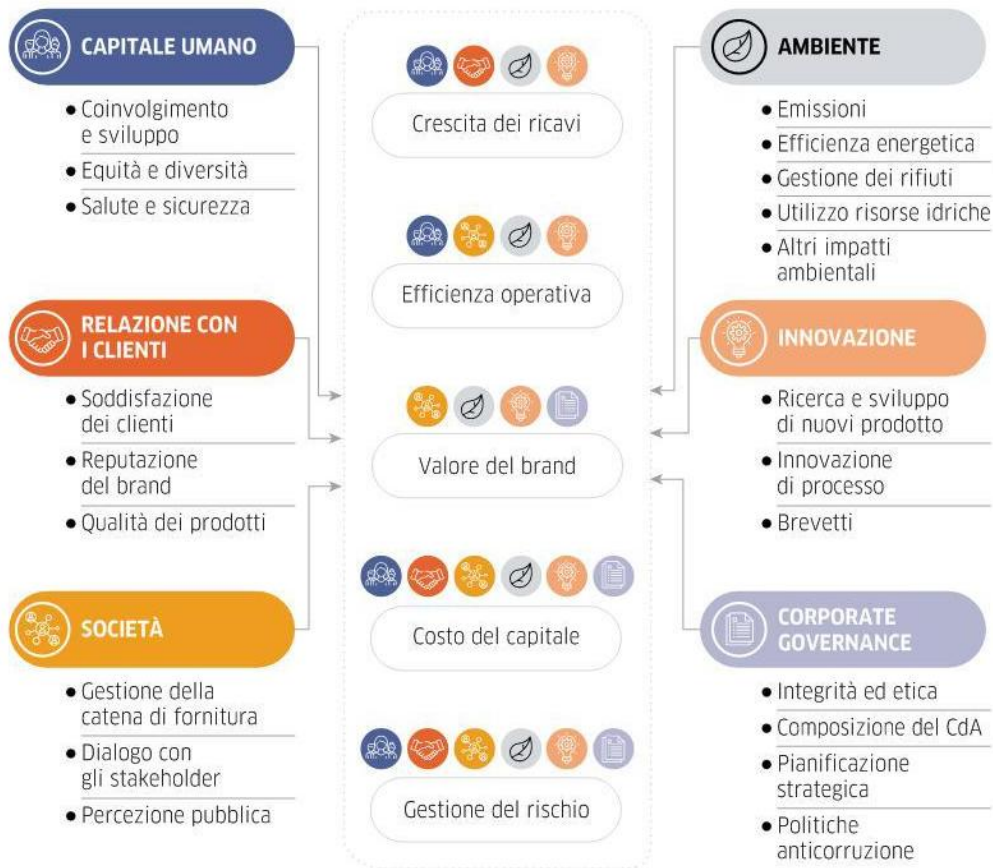 CAPITALE UMANO
Coinvolgimento
e sviluppo
Equità e diversità
Salute e sicurezza
RELAZIONE CON
I CLIENTI
Soddisfazione
dei clienti
Reputazione
del brand
Qualità dei prodotti
SOCIETÀ
Gestione della
catena di fornitura
Dialogo con
gli stakeholder
Percezione pubblica
Crescita dei ricavi
Efficienza operativa
Valore del brand
Costo del capitale
Gestione del rischio
AMBIENTE
Emissioni
Efficienza energetica
Gestione dei rifiuti
Utilizzo risorse idriche
Altri impatti
ambientali
INNOVAZIONE
Ricerca e sviluppo
di nuovi prodotto
Innovazione
di processo
Brevetti
CORPORATE
GOVERNANCE
Integrità ed etica
Composizione del CdA
Pianificazione
strategica
Politiche
anticorruzione